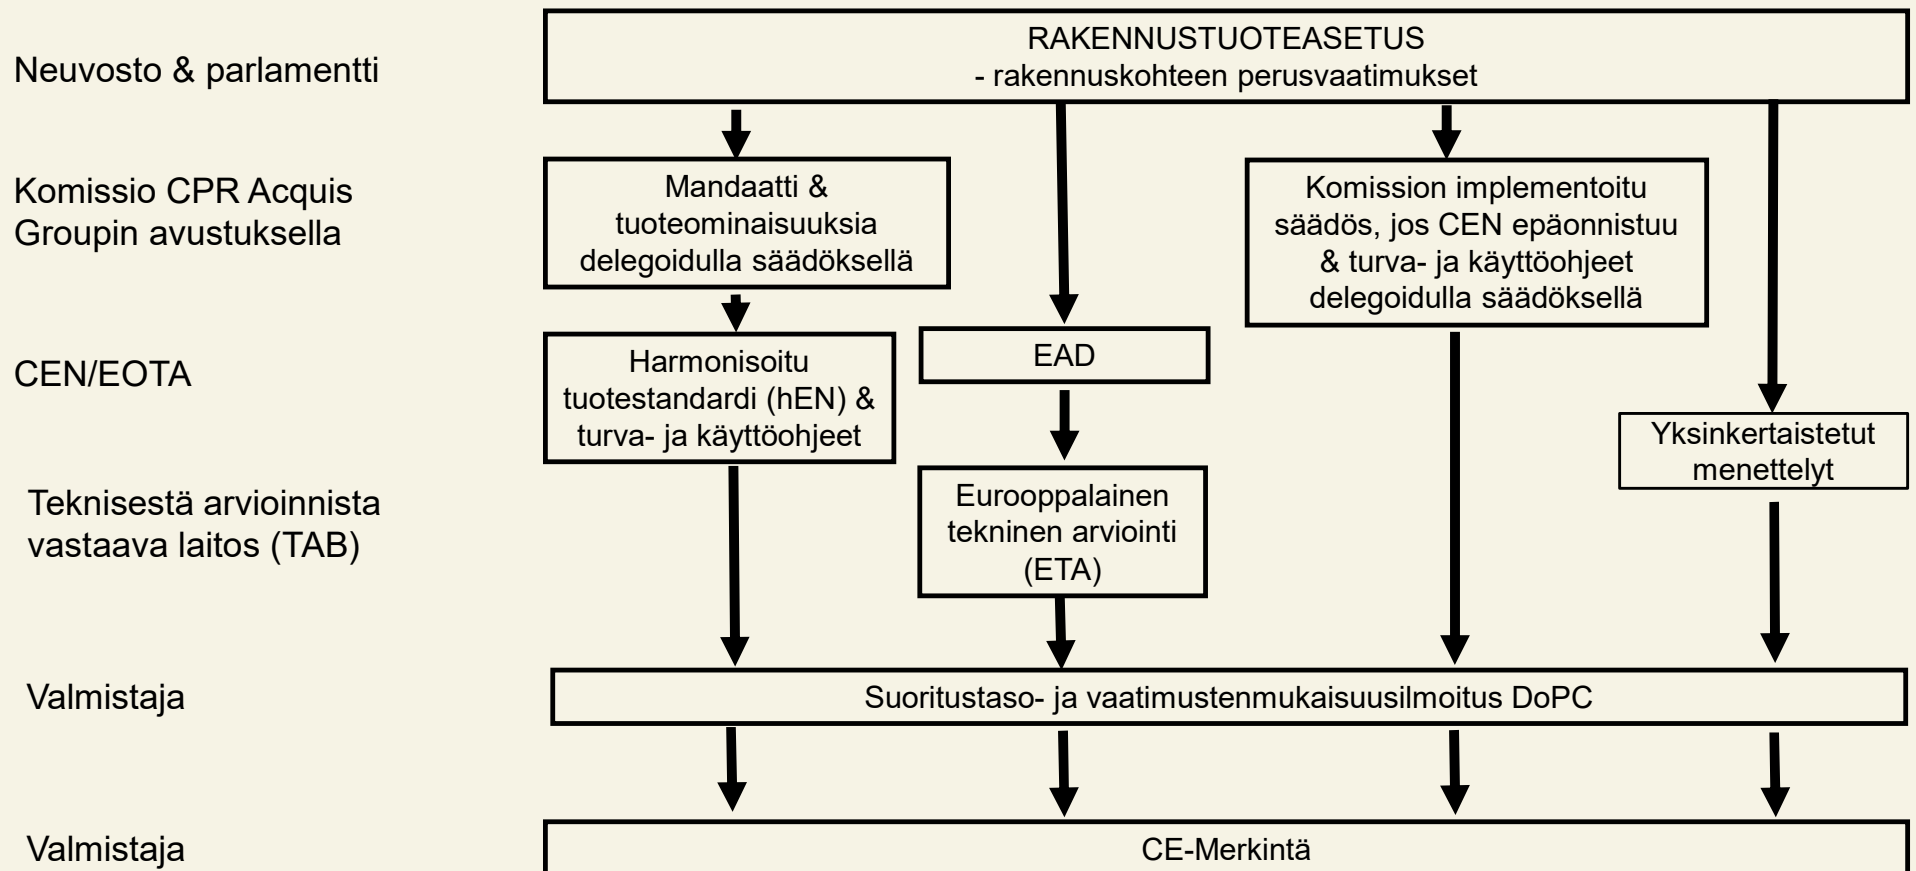 Neuvosto & parlamentti
RAKENNUSTUOTEASETUS
- rakennuskohteen perusvaatimukset
Komissio CPR Acquis
Groupin avustuksella
Mandaatti &
tuoteominaisuuksia
delegoidulla säädöksellä
Komission implementoitu
säädös, jos CEN epäonnistuu
& turva- ja käyttöohjeet
delegoidulla säädöksellä
CEN/EOTA
Harmonisoitu
tuotestandardi (hEN) &
turva- ja käyttöohjeet
EAD
Yksinkertaistetut
menettelyt
Teknisestä arvioinnista
vastaava laitos (TAB)
Eurooppalainen
tekninen arviointi
(ETA)
Valmistaja
Suoritustaso- ja vaatimustenmukaisuusilmoitus DoPC
Valmistaja
CE-Merkintä